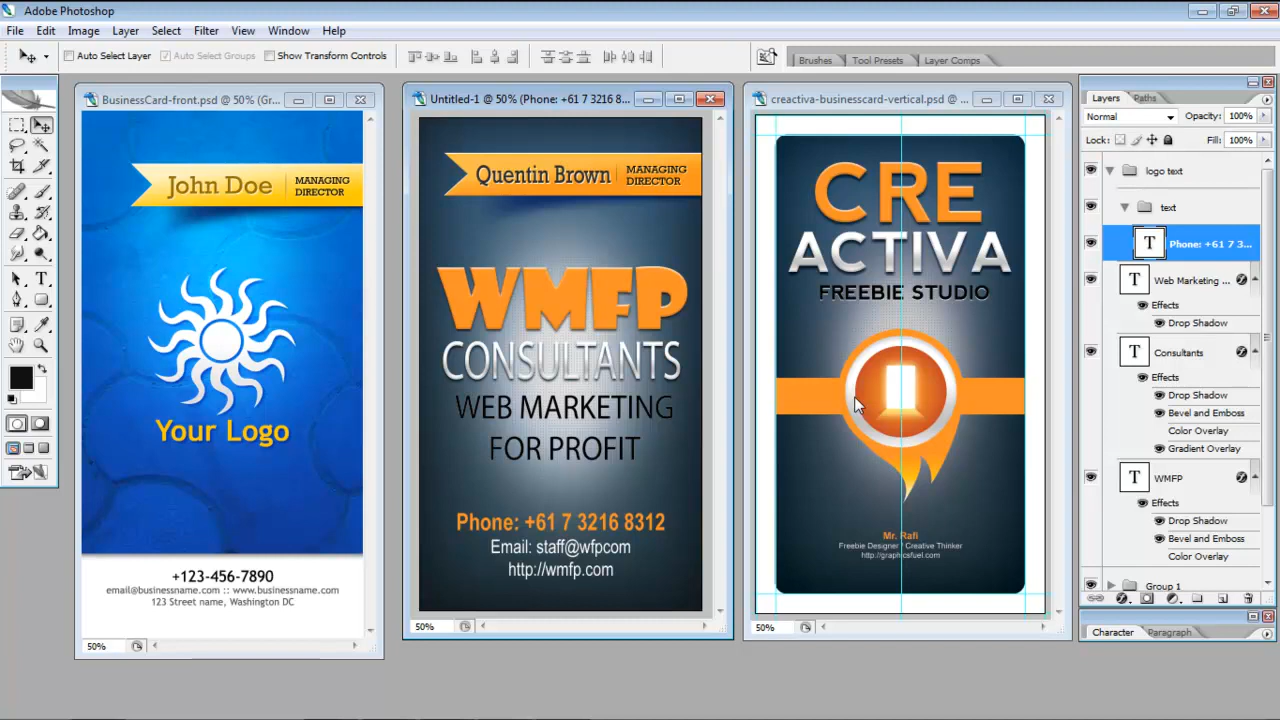 Adobe Photoshop
File Edit Image Layer Select Filter View Window Help
Auto Select Layer Auto Select Groups Show Transform Controls
Brushes Tool Presets Layer Comps
BusinessCard-front.psd @ 50% (Gr...
John Doe
MANAGING
DIRECTOR
Your Logo
+123-456-7890
email@businessname.com :: www.businessname.com
123 Street name, Washington DC
50%
Untitled-1 @ 50% (Phone: +61 7 3216 8...
Quentin Brown
MANAGING
DIRECTOR
WMFP
CONSULTANTS
WEB MARKETING
FOR PROFIT
Phone: +61 7 3216 8312
Email: staff@wfpcom
http://wmfp.com
50%
creactiva-businesscard-vertical.psd @ ...
CRE
ACTIVA
FREEBIE STUDIO
Mr. Rafi
Freebie Designer Creative Thinker
http://graphicsfuel.com
50%
Layers Paths
Normal Opacity: 100%
Lock: Fill: 100%
logo text
text
T Phone: +61 7 3...
T Web Marketing ...
Effects
Drop Shadow
T Consultants
Effects
Drop Shadow
Bevel and Emboss
Color Overlay
Gradient Overlay
T WMFP
Effects
Drop Shadow
Bevel and Emboss
Color Overlay
Group 1
Character Paragraph